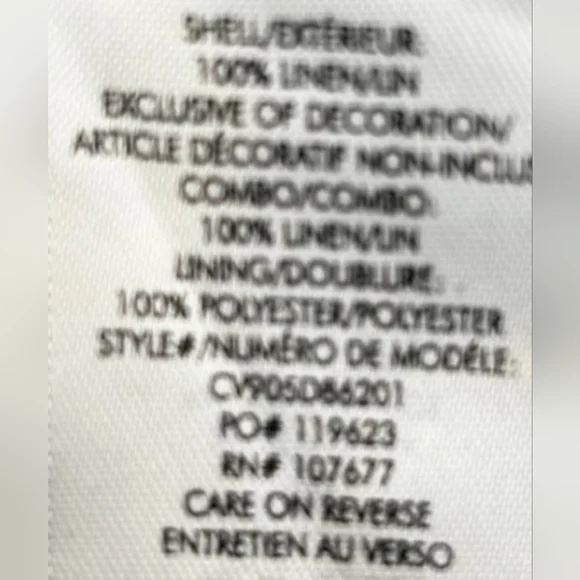 SHELL/EXTÉRIEUR:
100% LINEN/LIN
EXCLUSIVE OF DECORATION/
ARTICLE DÉCORATIF NON-INCLUS
COMBO/COMBO:
100% LINEN/LIN
LINING/DOUBLURE:
100% POLYESTER/POLYESTER
STYLE#/NUMÉRO DE MODÉLE:
CV905D86201
PO# 119623
RN# 107677
CARE ON REVERSE
ENTRETIEN AU VERSO